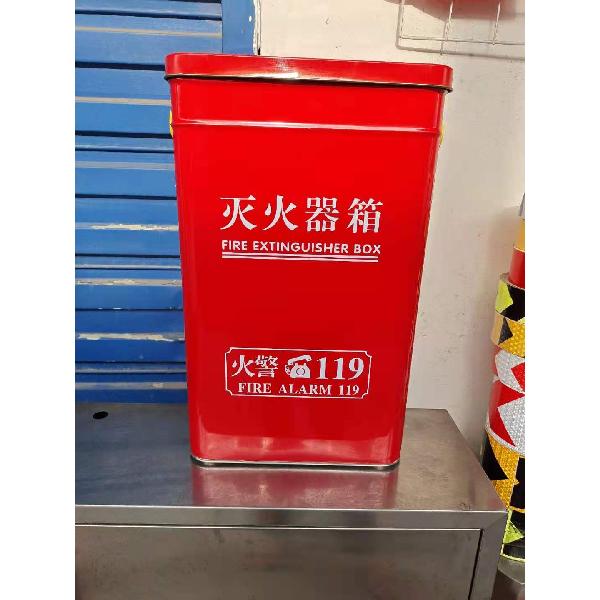 灭火器箱
FIRE EXTINGUISHER BOX
火警 119
FIRE ALARM 119